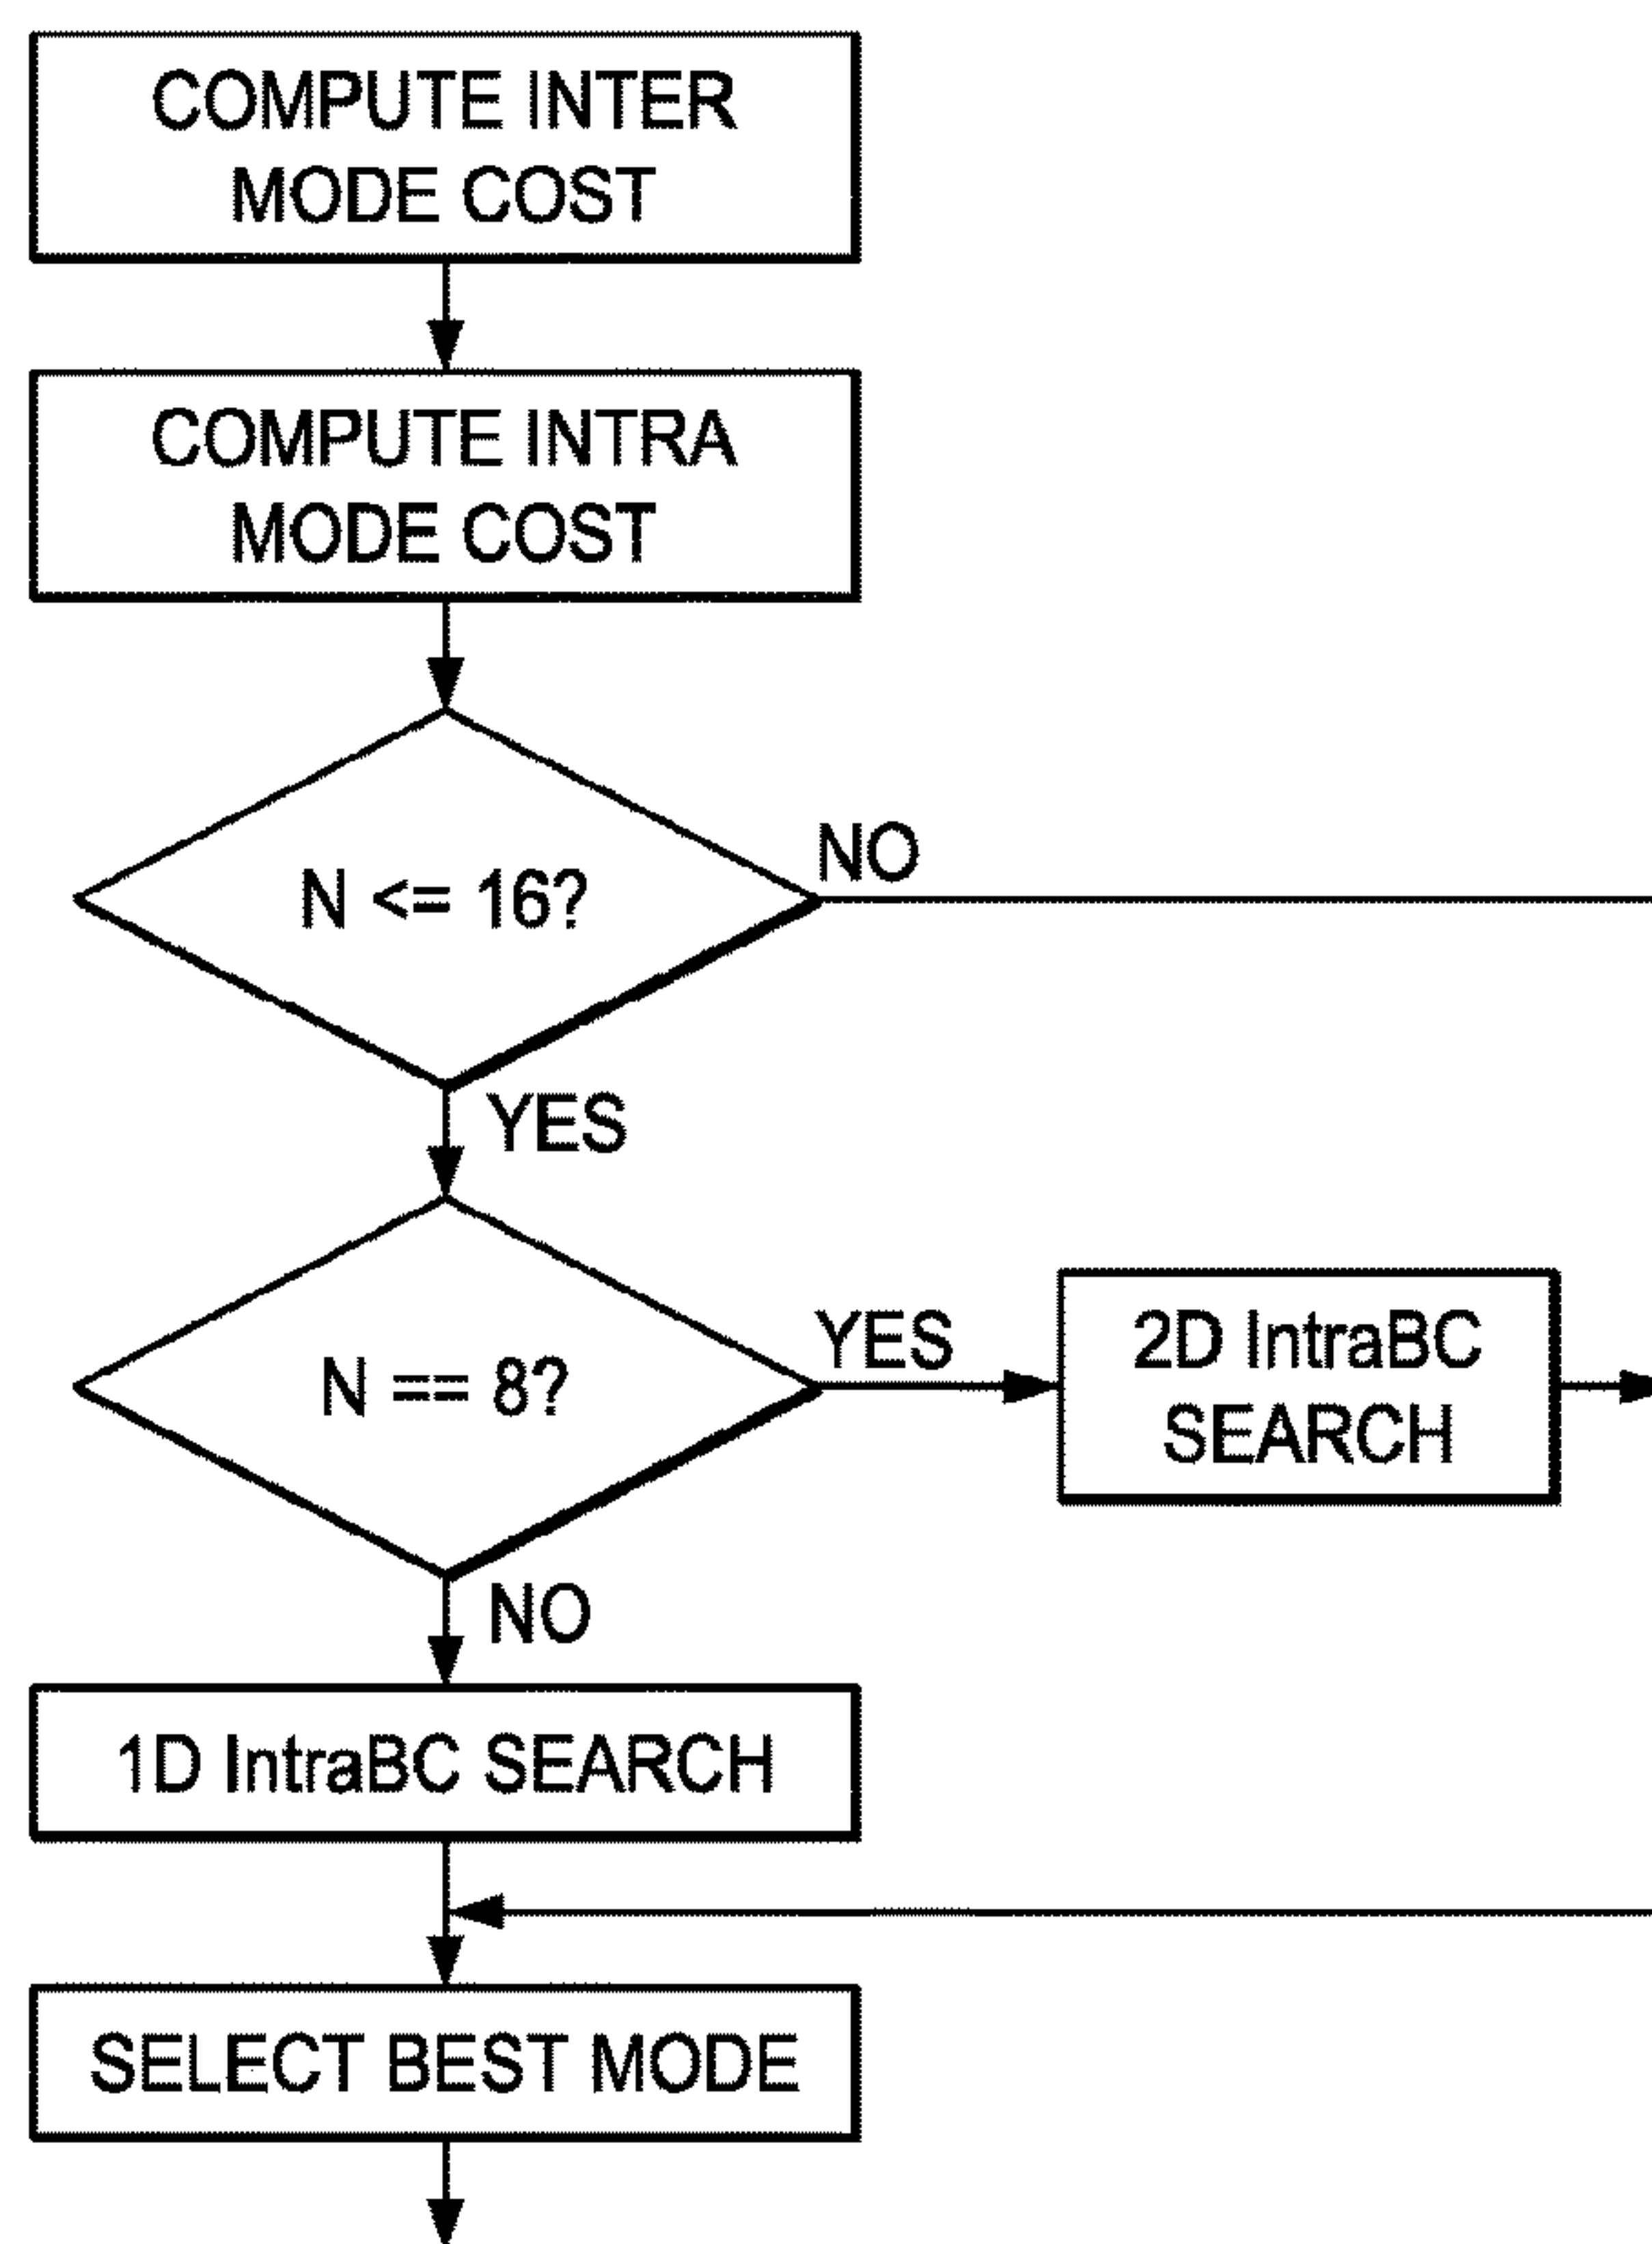 COMPUTE INTER
MODE COST
COMPUTE INTRA
MODE COST
N <= 16?
NO
YES
N == 8?
YES
2D IntraBC
SEARCH
NO
1D IntraBC SEARCH
SELECT BEST MODE